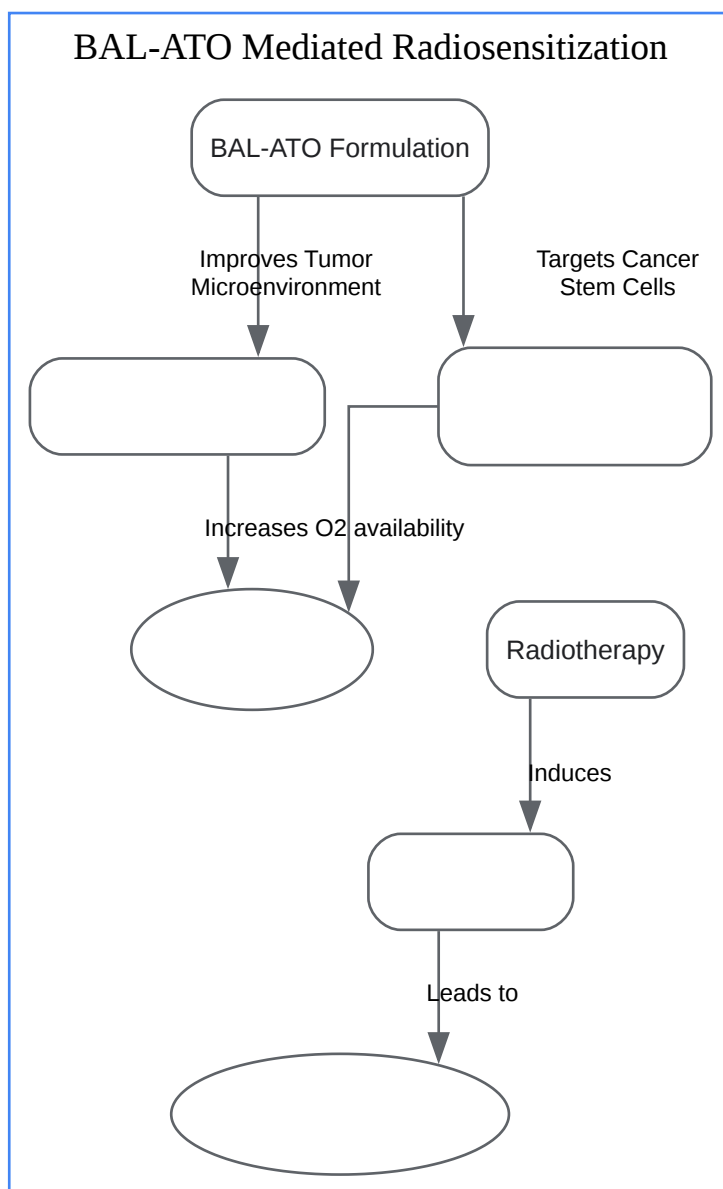 BAL-ATO Mediated Radiosensitization
BAL-ATO Formulation
Improves Tumor
Microenvironment
Targets Cancer
Stem Cells
Increases O2 availability
Radiotherapy
Induces
Leads to